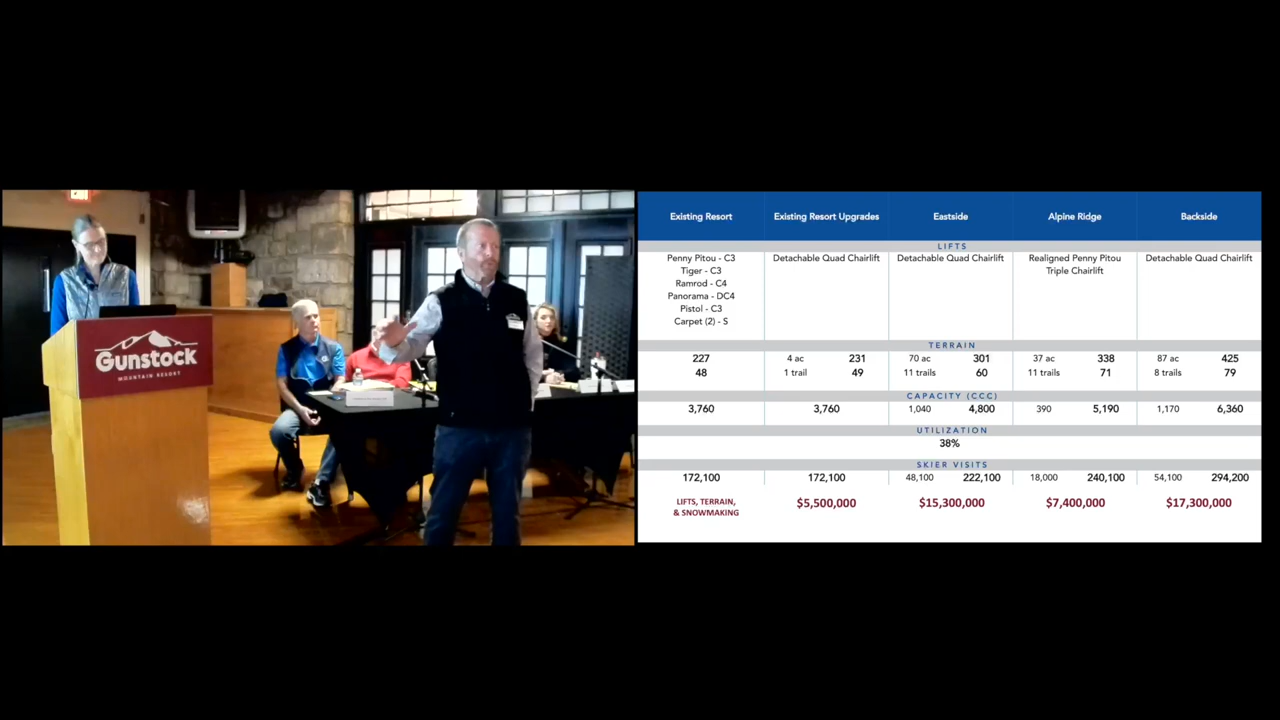 Gunstock
MOUNTAIN RESORT
Existing Resort Existing Resort Upgrades Eastside Alpine Ridge Backside
LIFTS
Penny Pitou - C3 Detachable Quad Chairlift Detachable Quad Chairlift Realigned Penny Pitou Detachable Quad Chairlift
Tiger - C3 Triple Chairlift
Ramrod - C4
Panorama - DC4
Pistol - C3
Carpet (2) - S
TERRAIN
227 4 ac 231 70 ac 301 37 ac 338 87 ac 425
48 1 trail 49 11 trails 60 11 trails 71 8 trails 79
CAPACITY (CCC)
3,760 3,760 1,040 4,800 390 5,190 1,170 6,360
UTILIZATION
38%
SKIER VISITS
172,100 172,100 48,100 222,100 18,000 240,100 54,100 294,200
LIFTS, TERRAIN, $5,500,000 $15,300,000 $7,400,000 $17,300,000
& SNOWMAKING